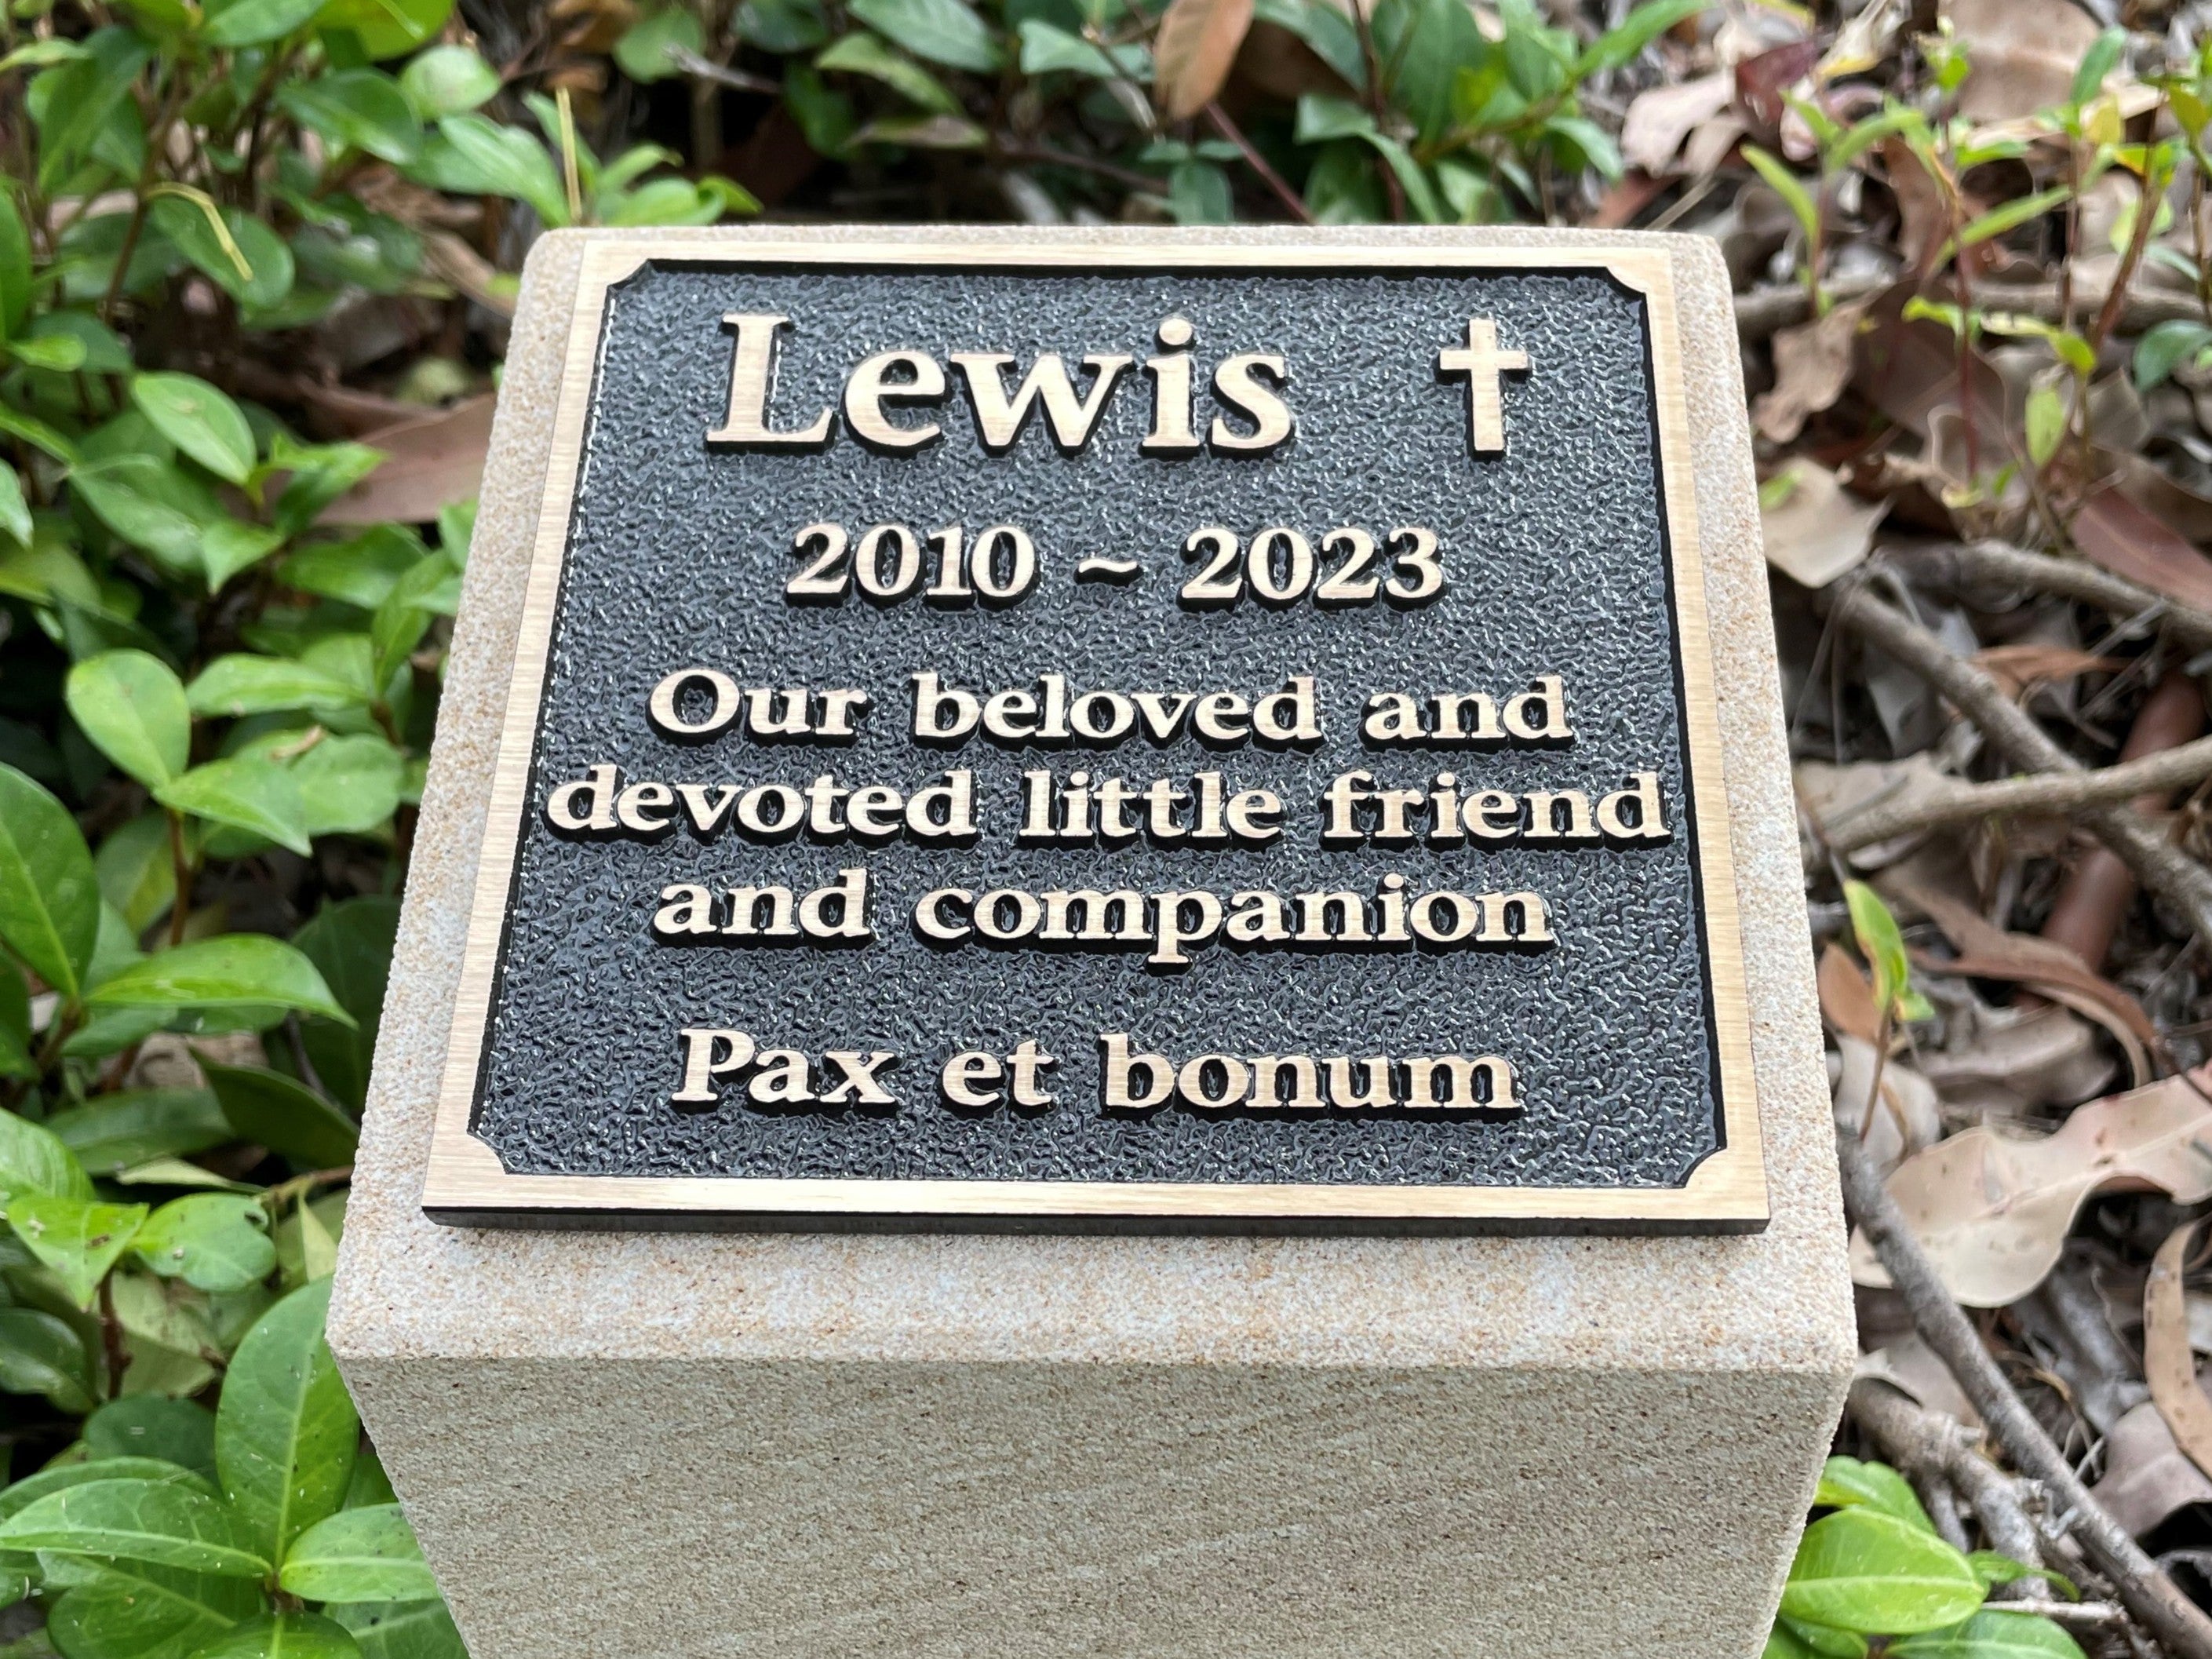 Lewis ✝
2010 ~ 2023
Our beloved and
devoted little friend
and companion
Pax et bonum